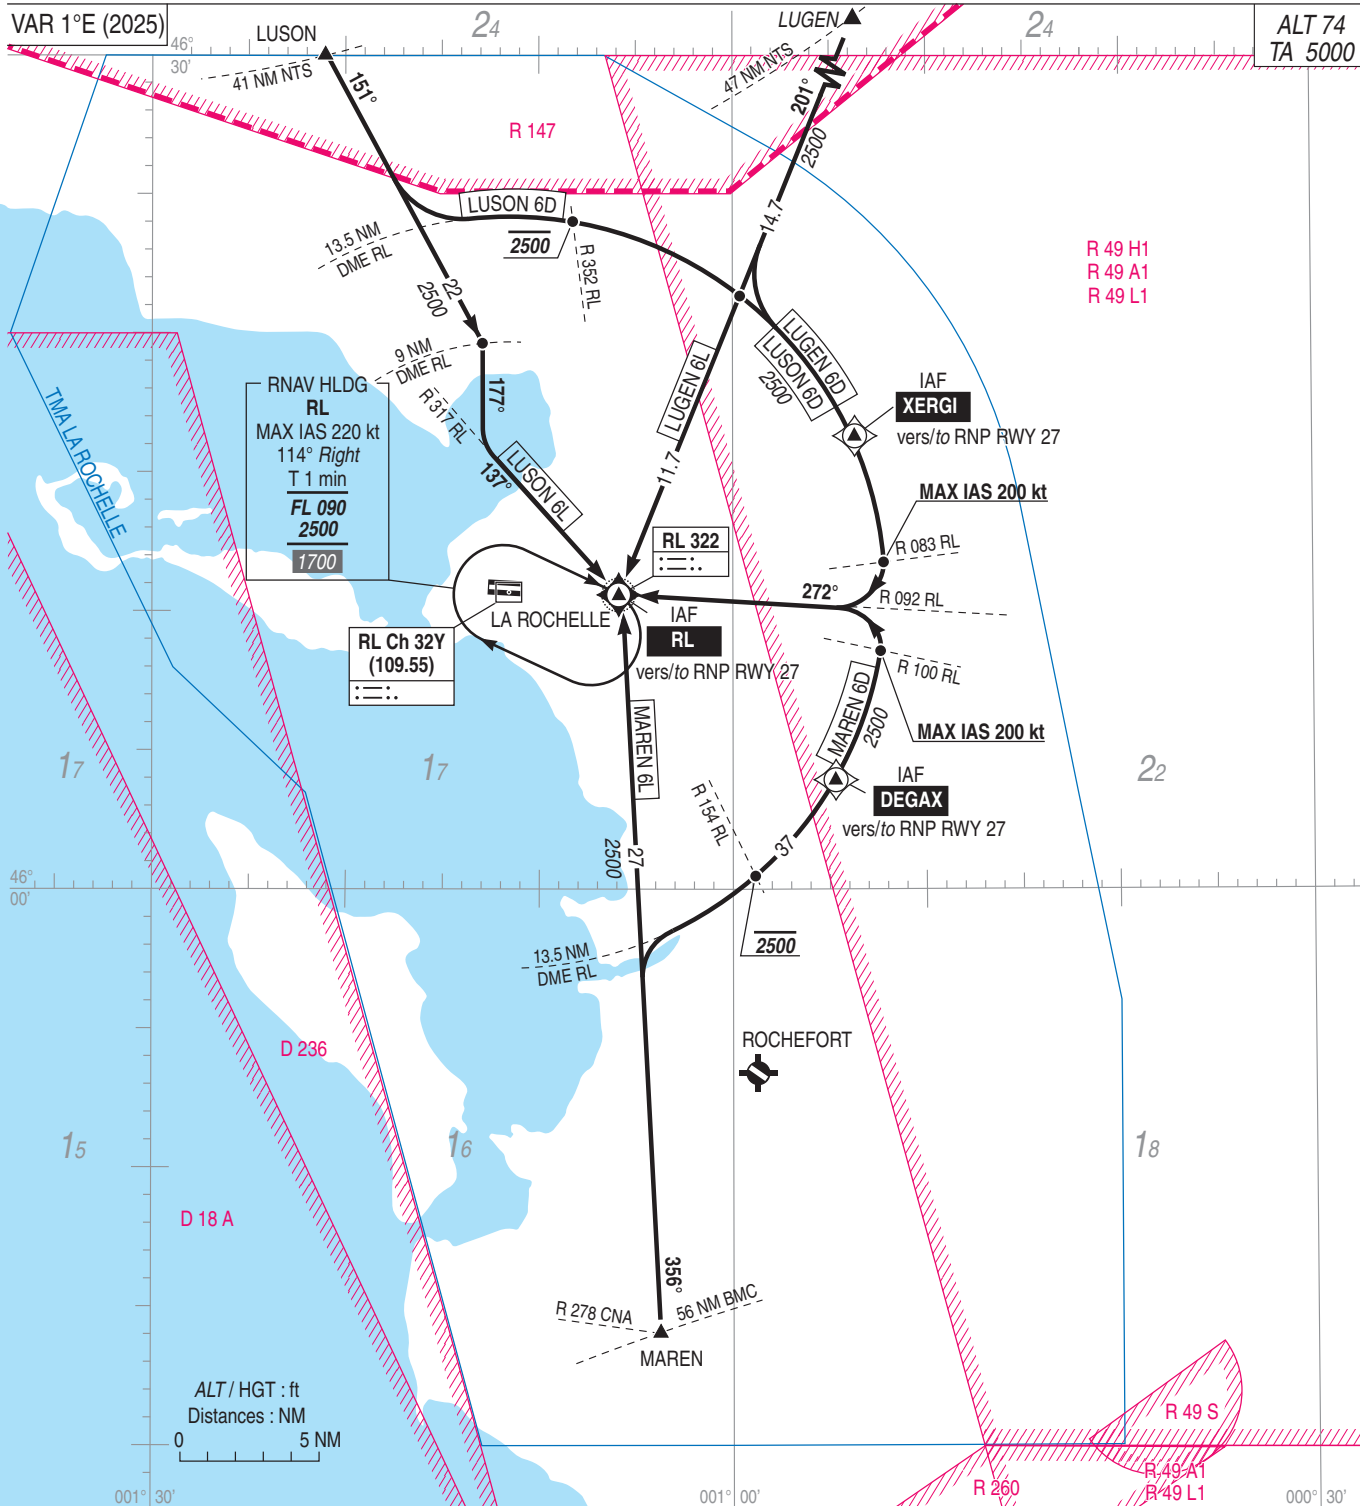 VAR 1°E (2025)
LUSON
24
LUGEN
24
ALT 74
TA 5000
46°
30'
41 NM NTS
47 NM NTS
151°
201°
R 147
2500
LUSON 6D
13.5 NM
DME RL
2500
R 352 RL
14.7
R 49 H1
R 49 A1
R 49 L1
22
2500
9 NM
DME RL
R 317 RL
177°
LUGEN 6L
LUGEN 6D
LUSON 6D
2500
IAF
XERGI
vers/to RNP RWY 27
RNAV HLDG
RL
MAX IAS 220 kt
114° Right
T 1 min
FL 090
2500
1700
TMA LA ROCHELLE
137°
LUSON 6L
11.7
MAX IAS 200 kt
RL 322
R 083 RL
272°
R 092 RL
LA ROCHELLE
IAF
RL
vers/to RNP RWY 27
RL Ch 32Y
(109.55)
R 100 RL
MAREN 6D
2500
MAX IAS 200 kt
MAREN 6L
17
17
22
IAF
DEGAX
vers/to RNP RWY 27
R 154 RL
37
27
2500
46°
00'
13.5 NM
DME RL
2500
ROCHEFORT
D 236
15
16
18
D 18 A
356°
R 278 CNA
56 NM BMC
MAREN
ALT / HGT : ft
Distances : NM
0
5 NM
R 49 S
R 49 A1
R 49 L1
R 260
001° 30'
001° 00'
000° 30'